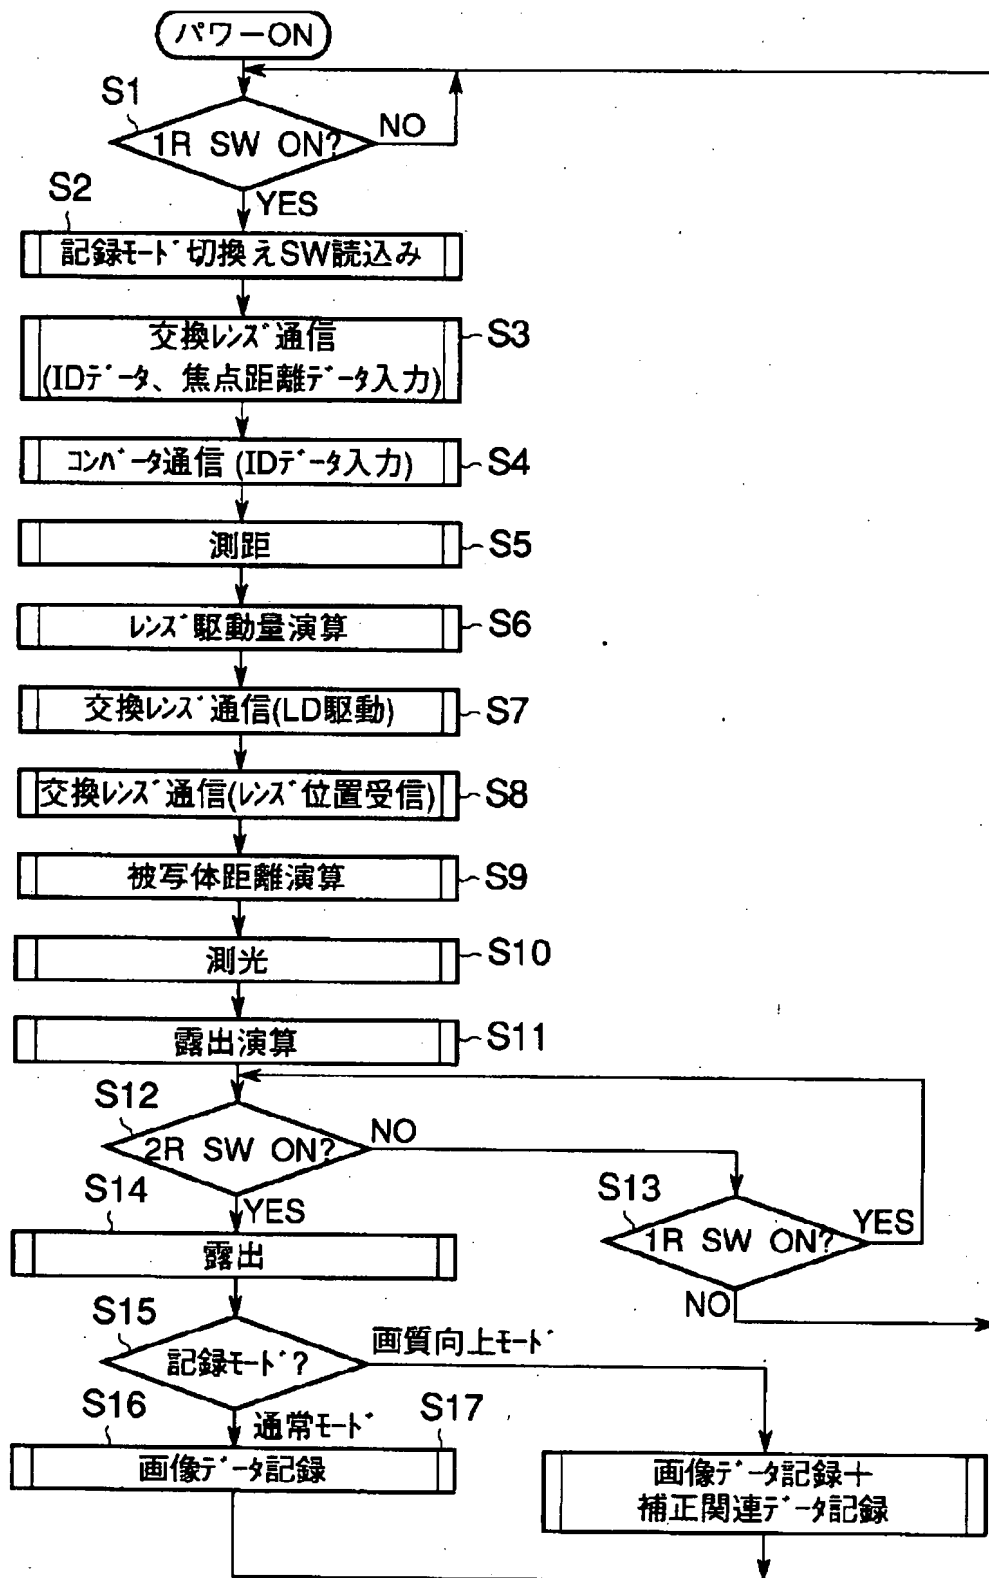 パワーON
S1
1R SW ON?
NO
YES
S2
記録モード切換えSW読込み
交換レンズ通信
(IDデータ、焦点距離データ入力)
S3
コンバータ通信(IDデータ入力)
S4
測距
S5
レンズ駆動量演算
S6
交換レンズ通信(LD駆動)
S7
交換レンズ通信(レンズ位置受信)
S8
被写体距離演算
S9
測光
S10
露出演算
S11
S12
2R SW ON?
NO
YES
S13
1R SW ON?
YES
NO
S14
露出
S15
記録モード?
画質向上モード
通常モード
S16
画像データ記録
S17
画像データ記録+
補正関連データ記録